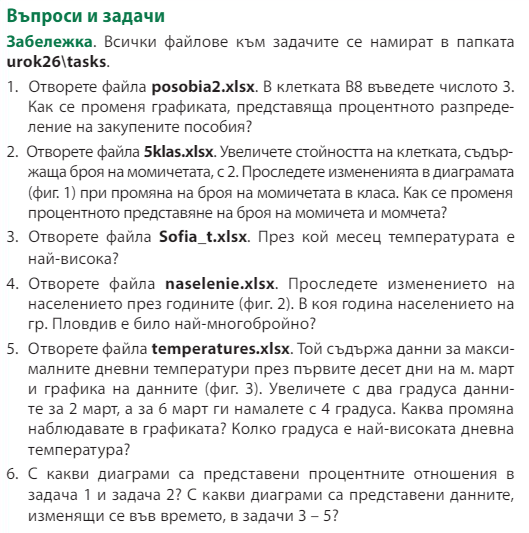 Въпроси и задачи
Забележка. Всички файлове към задачите се намират в папката
urok26\tasks.
1. Отворете файла posobia2.xlsx. В клетката B8 въведете числото 3.
Как се променя графиката, представяща процентното разпреде-
ление на закупените пособия?
2. Отворете файла 5klas.xlsx. Увеличете стойността на клетката, съдър-
жаща броя на момичетата, с 2. Проследете измененията в диаграмата
(фиг. 1) при промяна на броя на момичетата в класа. Как се променя
процентното представяне на броя на момичета и момчета?
3. Отворете файла Sofia_t.xlsx. През кой месец температурата е
най-висока?
4. Отворете файла naselenie.xlsx. Проследете изменението на
населението през годините (фиг. 2). В коя година населението на
гр. Пловдив е било най-многобройно?
5. Отворете файла temperatures.xlsx. Той съдържа данни за макси-
малните дневни температури през първите десет дни на м. март
и графика на данните (фиг. 3). Увеличете с два градуса данни-
те за 2 март, а за 6 март ги намалете с 4 градуса. Каква промяна
наблюдавате в графиката? Колко градуса е най-високата дневна
температура?
6. С какви диаграми са представени процентните отношения в
задача 1 и задача 2? С какви диаграми са представени данните,
изменящи се във времето, в задачи 3 – 5?